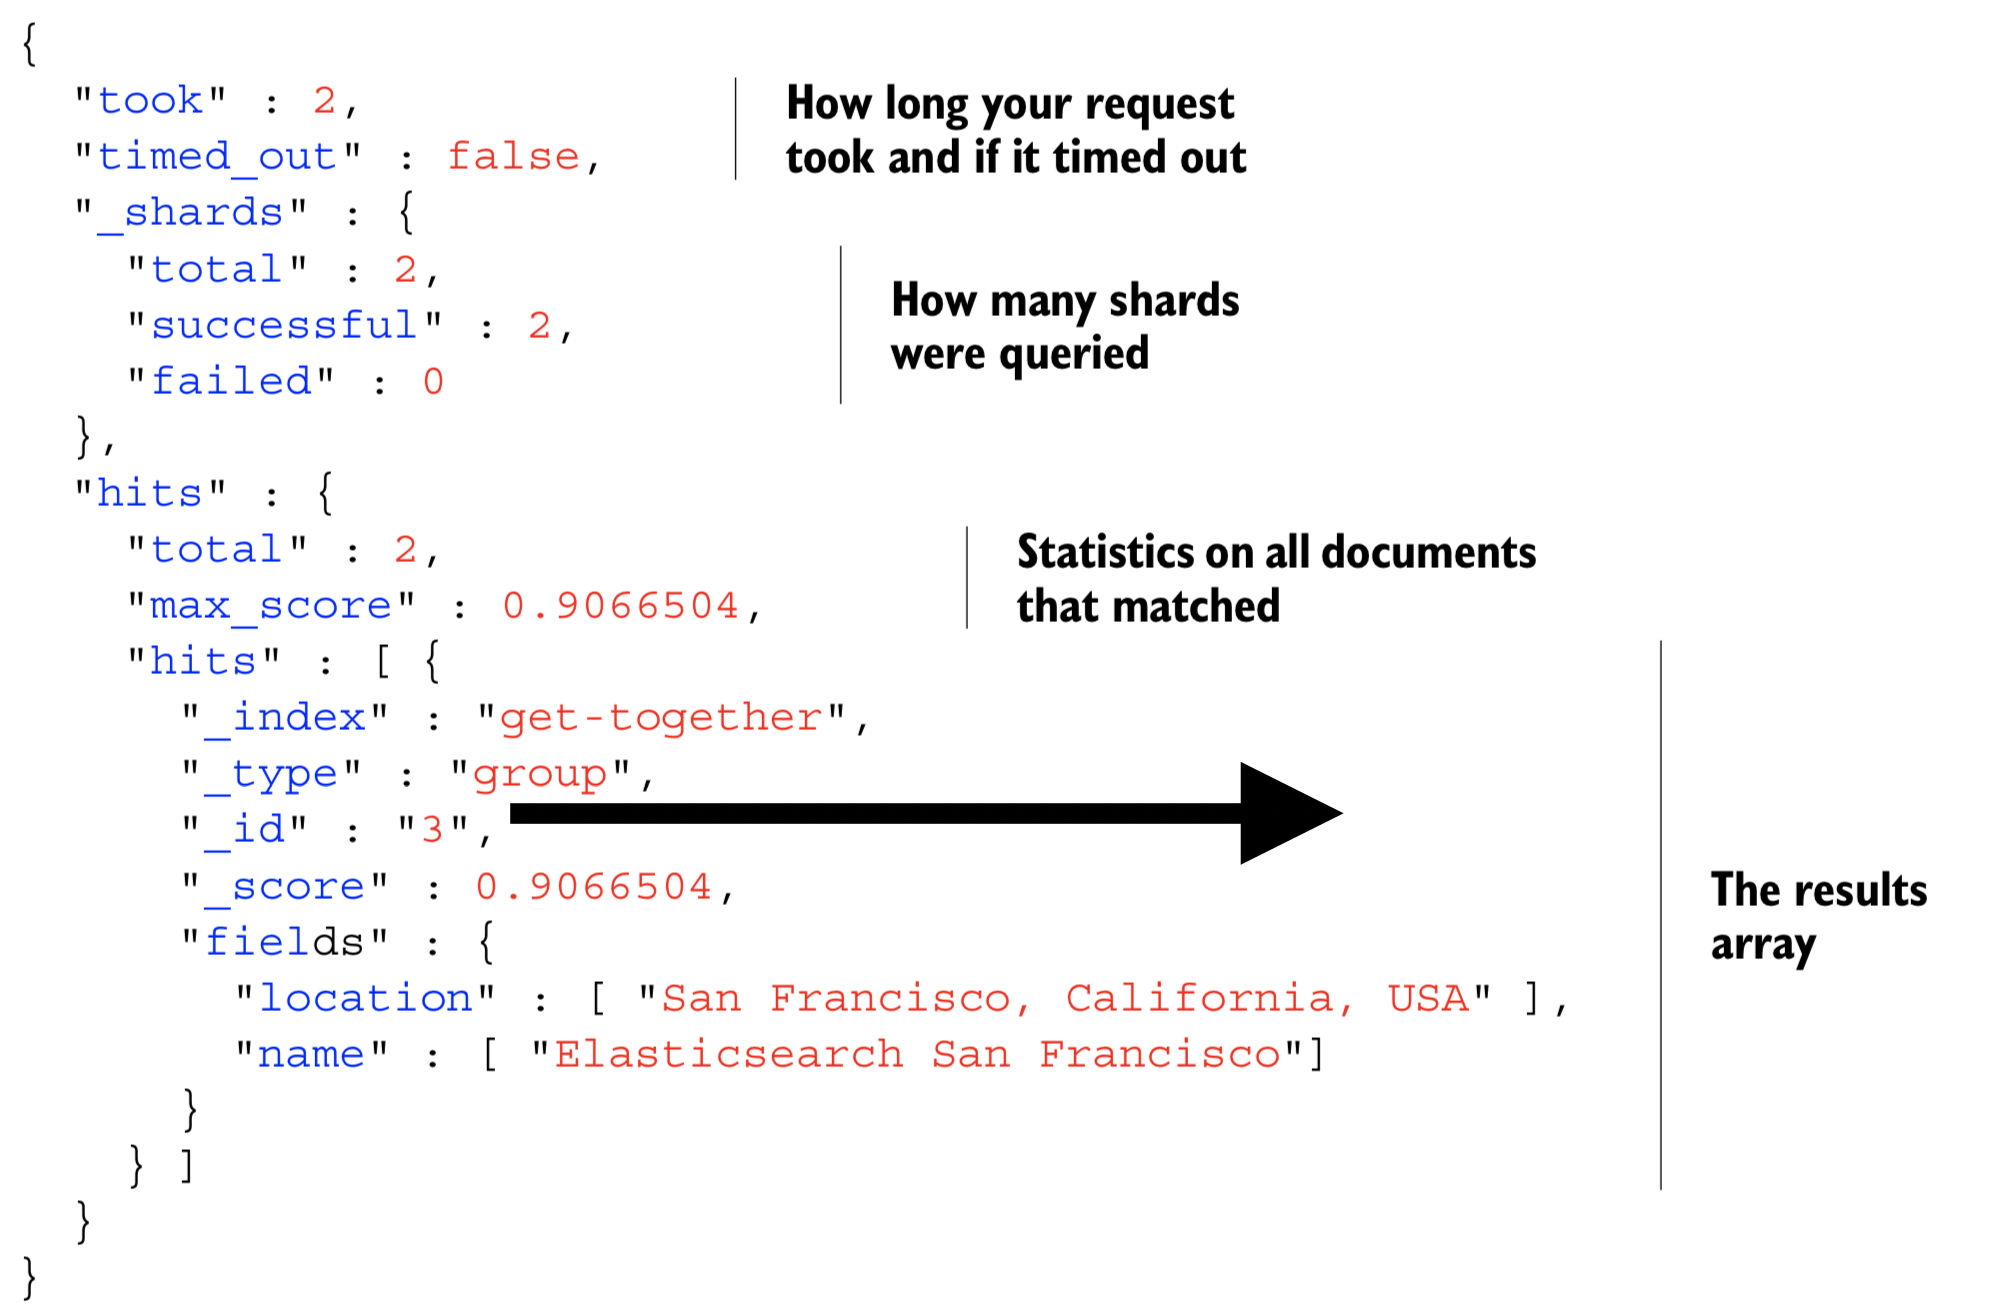 {
"took" : 2,
"timed_out" : false,
How long your request
took and if it timed out
"_shards" : {
"total" : 2,
"successful" : 2,
"failed" : 0
How many shards
were queried
},
"hits" : {
"total" : 2,
"max_score" : 0.9066504,
Statistics on all documents
that matched
"hits" : [ {
"_index" : "get-together",
"_type" : "group",
"_id" : "3",
"_score" : 0.9066504,
"fields" : {
"location" : [ "San Francisco, California, USA" ],
"name" : [ "Elasticsearch San Francisco"]
}
} ]
The results
array
}
}